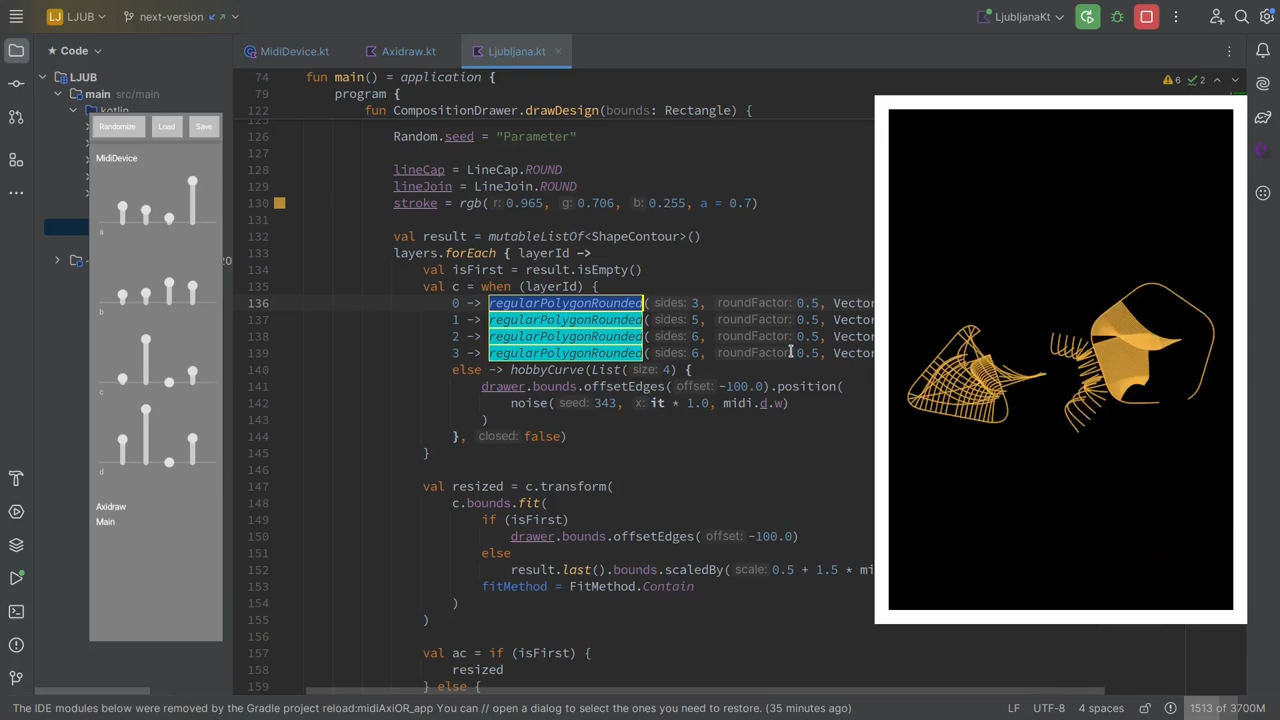 LJ LJUB
next-version
LjubljanaKt
Code
MidiDevice.kt
Axidraw.kt
Ljubljana.kt
LJUB
main src/main
kotlin
Randomize
Load
Save
MidiDevice
a
b
c
d
Axidraw
Main
74 fun main() = application {
79 program {
122 fun CompositionDrawer.drawDesign(bounds: Rectangle) {
6 2
125
126 Random.seed = "Parameter"
127
128 lineCap = LineCap.ROUND
129 lineJoin = LineJoin.ROUND
130 stroke = rgb( r: 0.965, g: 0.706, b: 0.255, a = 0.7)
131
132 val result = mutableListOf<ShapeContour>()
133 layers.forEach { layerId ->
134 val isFirst = result.isEmpty()
135 val c = when (layerId) {
136 0 -> regularPolygonRounded( sides: 3, roundFactor: 0.5, Vector
137 1 -> regularPolygonRounded( sides: 5, roundFactor: 0.5, Vector
138 2 -> regularPolygonRounded( sides: 6, roundFactor: 0.5, Vector
139 3 -> regularPolygonRounded( sides: 6, roundFactor: 0.5, Vector
140 else -> hobbyCurve(List( size: 4) {
141 drawer.bounds.offsetEdges( offset: -100.0).position(
142 noise( seed: 343, x: it * 1.0, midi.d.w)
143 )
144 }, closed: false)
145 }
146
147 val resized = c.transform(
148 c.bounds.fit(
149 if (isFirst)
150 drawer.bounds.offsetEdges( offset: -100.0)
151 else
152 result.last().bounds.scaledBy( scale: 0.5 + 1.5 * mi
153 fitMethod = FitMethod.Contain
154 )
155 )
156
157 val ac = if (isFirst) {
158 resized
159 } else {
The IDE modules below were removed by the Gradle project reload:midiAxiOR_app You can // open a dialog to select the ones you need to restore. (35 minutes ago)
LF UTF-8 4 spaces 1513 of 3700M